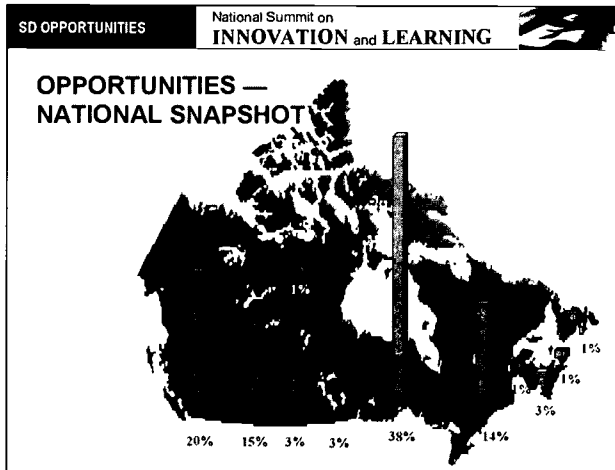 SD OPPORTUNITIES
National Summit on
INNOVATION and LEARNING
OPPORTUNITIES —
NATIONAL SNAPSHOT
1%
1%
1%
1%
3%
20% 15% 3% 3% 38% 14%